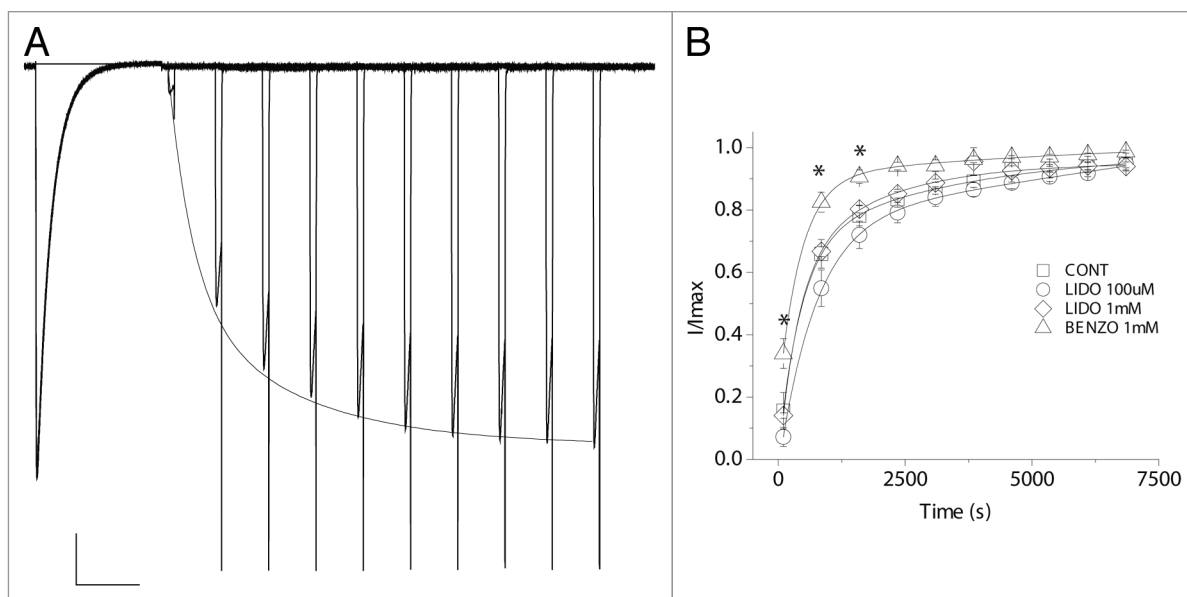 A
B
1.0
0.8
0.6
0.4
0.2
0.0
I/Imax
*
*
*
CONT
LIDO 100uM
LIDO 1mM
BENZO 1mM
0
2500
5000
7500
Time (s)